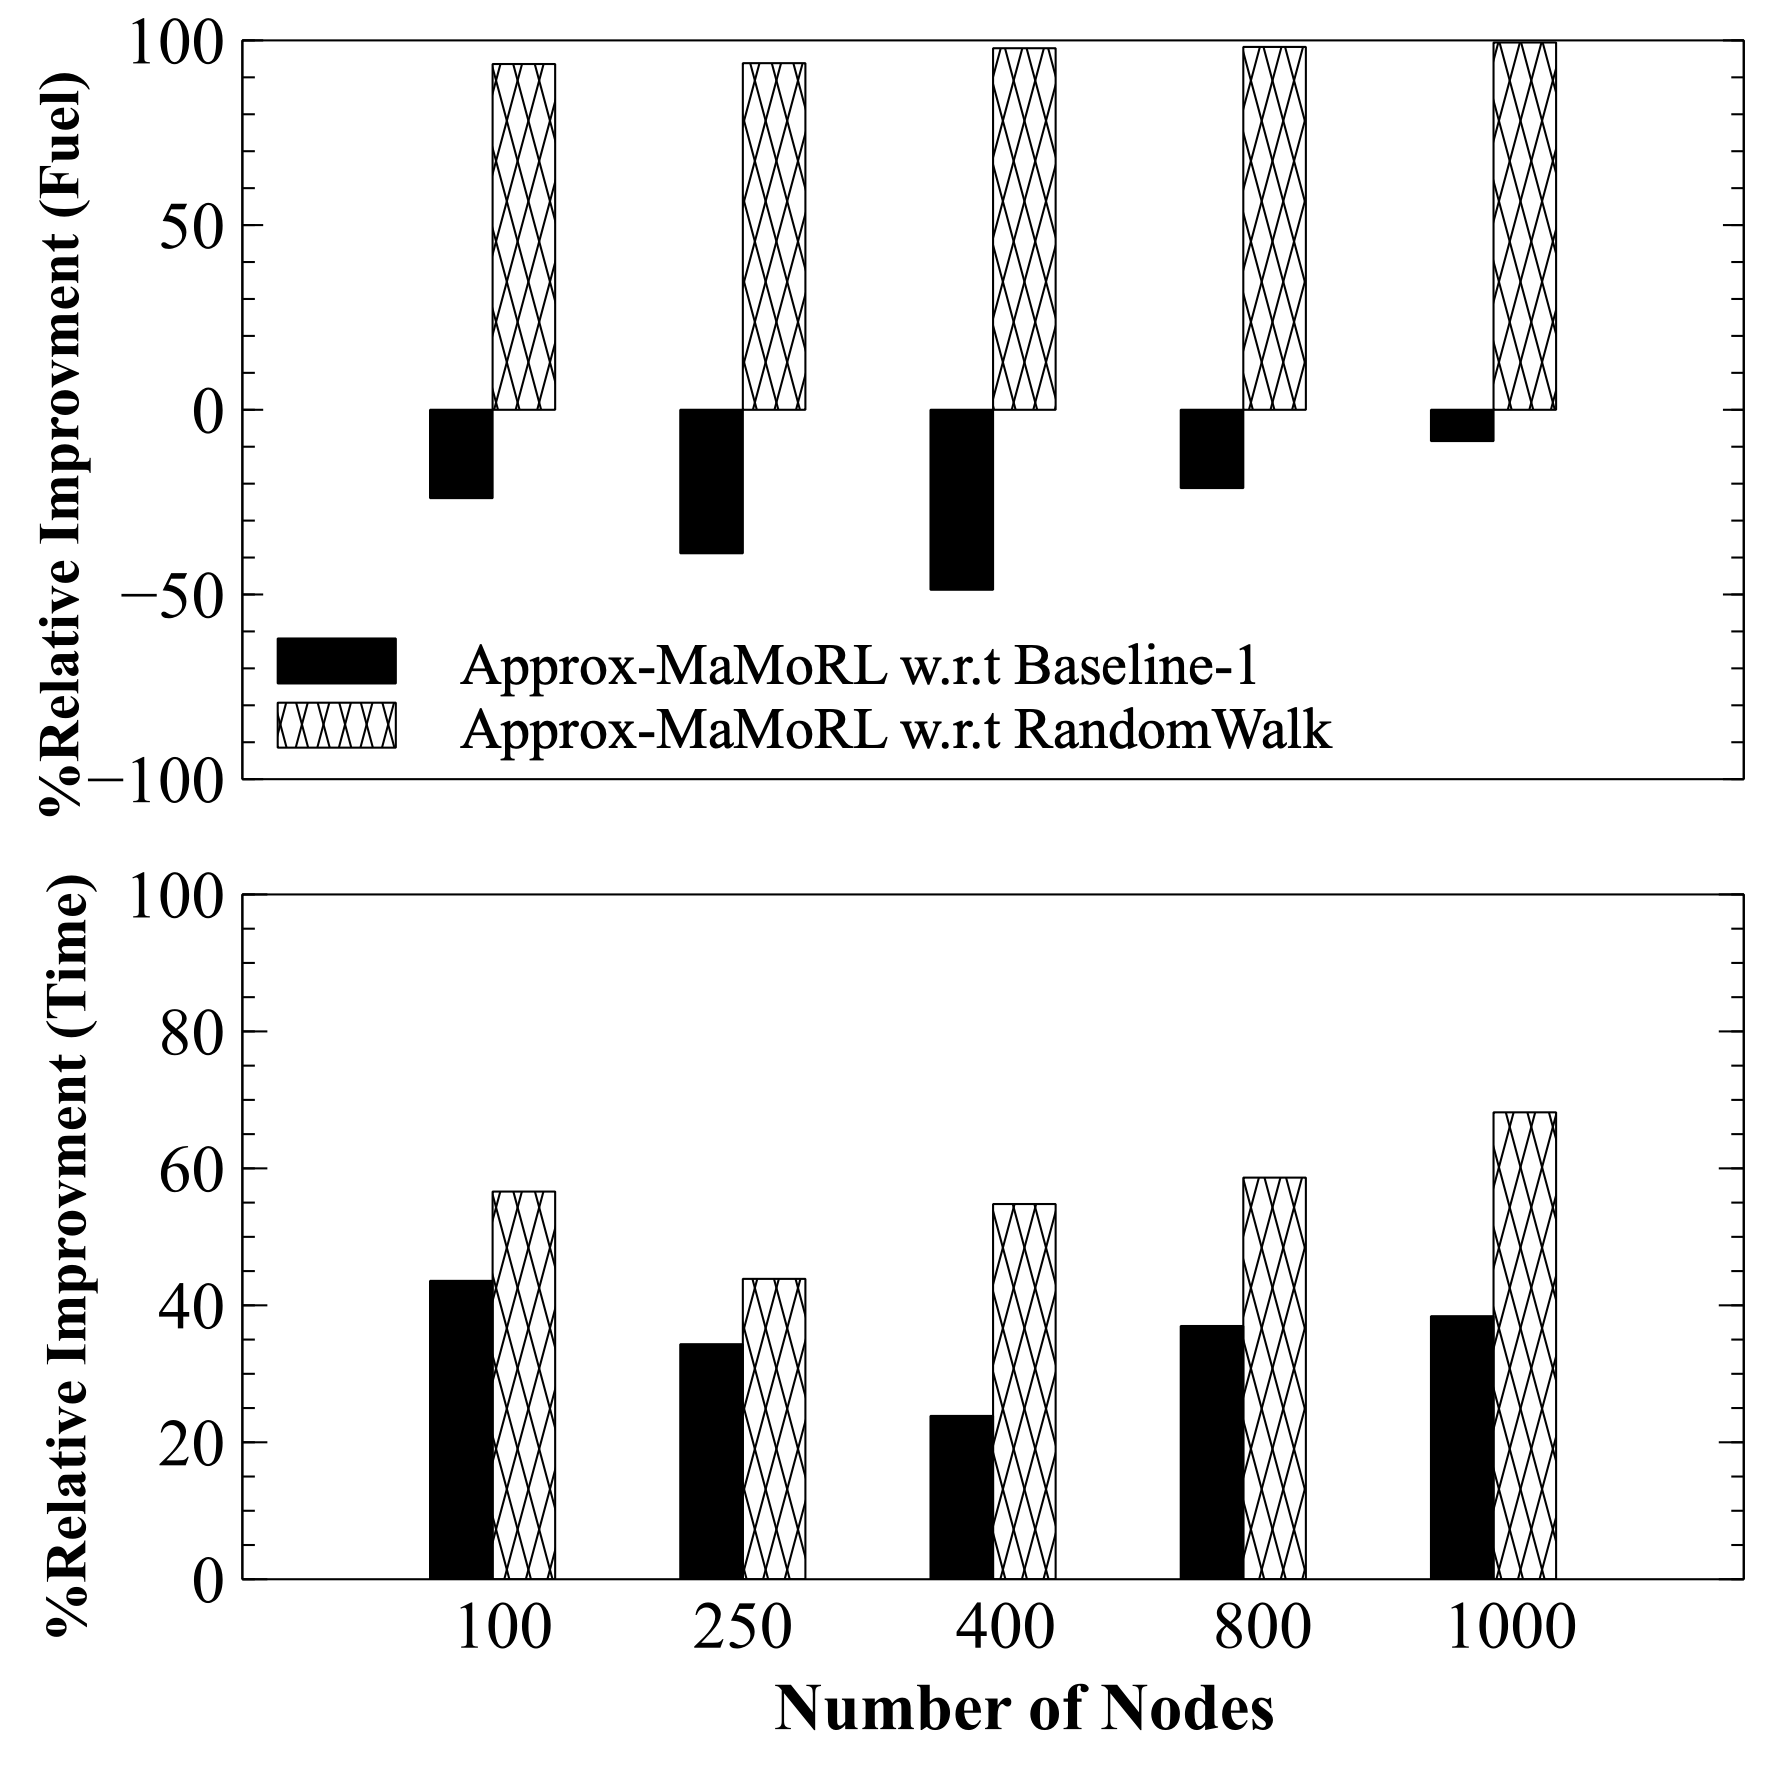 %Relative Improvment (Fuel)
100
50
0
−50
−100
Approx-MaMoRL w.r.t Baseline-1
Approx-MaMoRL w.r.t RandomWalk
%Relative Improvment (Time)
100
80
60
40
20
0
100 250 400 800 1000
Number of Nodes